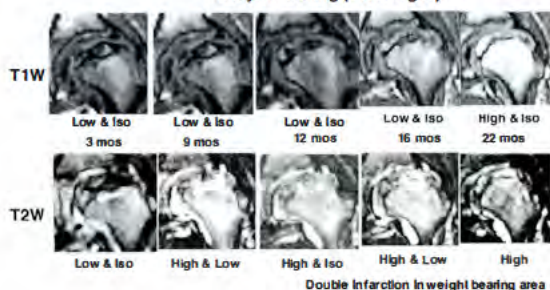 T1W
Low & Iso Low & Iso Low & Iso Low & Iso High & Iso
3 mos 9 mos 12 mos 16 mos 22 mos
T2W
Low & Iso High & Low High & Iso High & Low High
Double Infarction in weight bearing area